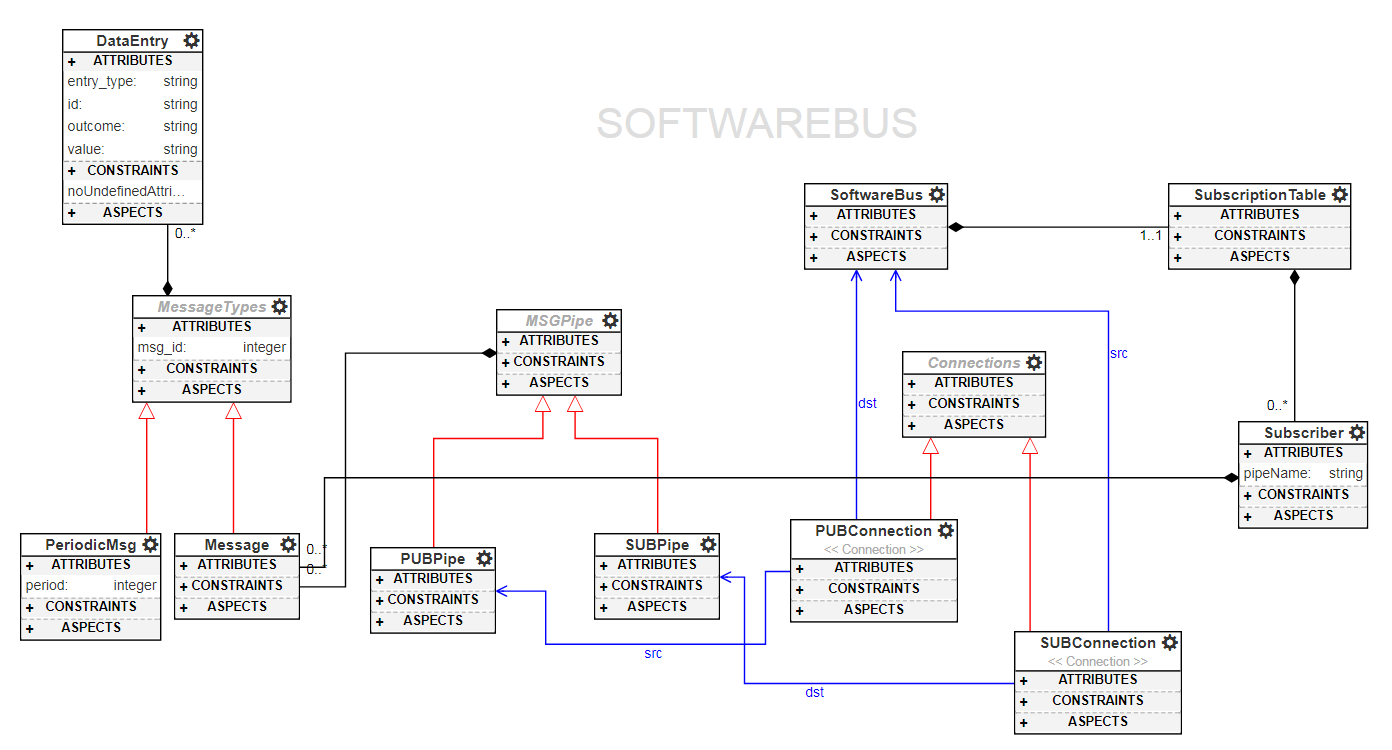 SOFTWAREBUS
DataEntry
+ ATTRIBUTES
entry_type: string
id: string
outcome: string
value: string
+ CONSTRAINTS
noUndefinedAttri...
+ ASPECTS
0..*
MessageTypes
+ ATTRIBUTES
msg_id: integer
+ CONSTRAINTS
+ ASPECTS
MSGPipe
+ ATTRIBUTES
+ CONSTRAINTS
+ ASPECTS
SoftwareBus
+ ATTRIBUTES
+ CONSTRAINTS
+ ASPECTS
1..1
SubscriptionTable
+ ATTRIBUTES
+ CONSTRAINTS
+ ASPECTS
src
dst
Connections
+ ATTRIBUTES
+ CONSTRAINTS
+ ASPECTS
0..*
Subscriber
+ ATTRIBUTES
pipeName: string
+ CONSTRAINTS
+ ASPECTS
PeriodicMsg
+ ATTRIBUTES
period: integer
+ CONSTRAINTS
+ ASPECTS
Message
+ ATTRIBUTES
+ CONSTRAINTS
+ ASPECTS
0..*
0..*
PUBPipe
+ ATTRIBUTES
+ CONSTRAINTS
+ ASPECTS
SUBPipe
+ ATTRIBUTES
+ CONSTRAINTS
+ ASPECTS
PUBConnection
<< Connection >>
+ ATTRIBUTES
+ CONSTRAINTS
+ ASPECTS
src
dst
SUBConnection
<< Connection >>
+ ATTRIBUTES
+ CONSTRAINTS
+ ASPECTS